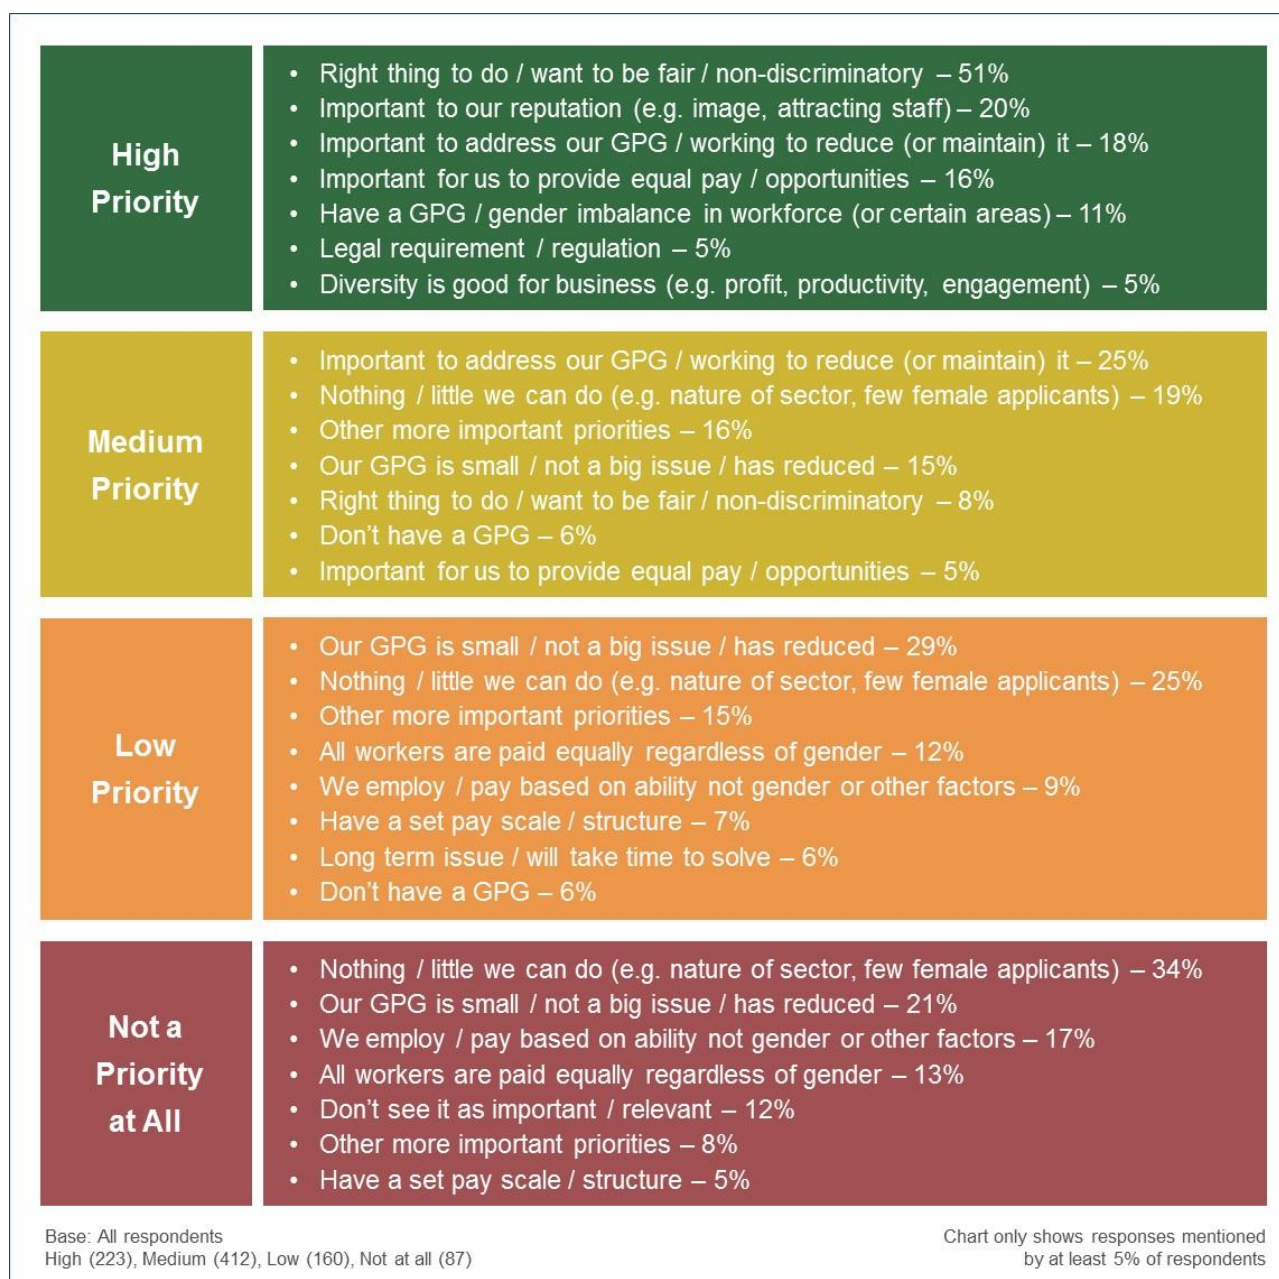 High
Priority
• Right thing to do / want to be fair / non-discriminatory – 51%
• Important to our reputation (e.g. image, attracting staff) – 20%
• Important to address our GPG / working to reduce (or maintain) it – 18%
• Important for us to provide equal pay / opportunities – 16%
• Have a GPG / gender imbalance in workforce (or certain areas) – 11%
• Legal requirement / regulation – 5%
• Diversity is good for business (e.g. profit, productivity, engagement) – 5%
Medium
Priority
• Important to address our GPG / working to reduce (or maintain) it – 25%
• Nothing / little we can do (e.g. nature of sector, few female applicants) – 19%
• Other more important priorities – 16%
• Our GPG is small / not a big issue / has reduced – 15%
• Right thing to do / want to be fair / non-discriminatory – 8%
• Don't have a GPG – 6%
• Important for us to provide equal pay / opportunities – 5%
Low
Priority
• Our GPG is small / not a big issue / has reduced – 29%
• Nothing / little we can do (e.g. nature of sector, few female applicants) – 25%
• Other more important priorities – 15%
• All workers are paid equally regardless of gender – 12%
• We employ / pay based on ability not gender or other factors – 9%
• Have a set pay scale / structure – 7%
• Long term issue / will take time to solve – 6%
• Don't have a GPG – 6%
Not a
Priority
at All
• Nothing / little we can do (e.g. nature of sector, few female applicants) – 34%
• Our GPG is small / not a big issue / has reduced – 21%
• We employ / pay based on ability not gender or other factors – 17%
• All workers are paid equally regardless of gender – 13%
• Don't see it as important / relevant – 12%
• Other more important priorities – 8%
• Have a set pay scale / structure – 5%
Base: All respondents
High (223), Medium (412), Low (160), Not at all (87)
Chart only shows responses mentioned
by at least 5% of respondents